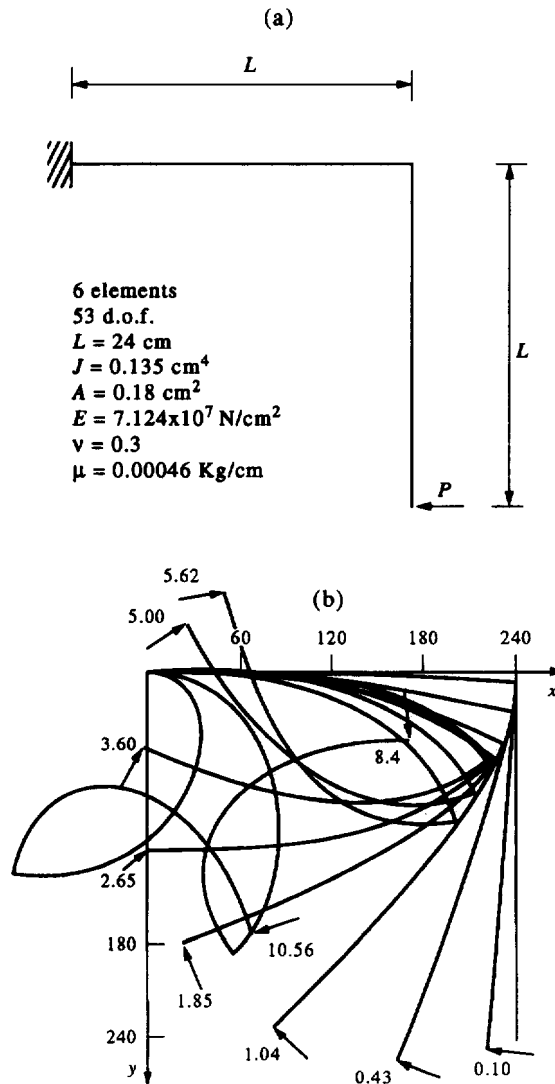 (a)
L
6 elements
53 d.o.f.
L = 24 cm
J = 0.135 cm⁴
A = 0.18 cm²
E = 7.124x10⁷ N/cm²
ν = 0.3
μ = 0.00046 Kg/cm
L
P
(b)
5.62
5.00
60 120 180 240
x
3.60
8.4
2.65
180
10.56
1.85
240
1.04
0.43
0.10
y